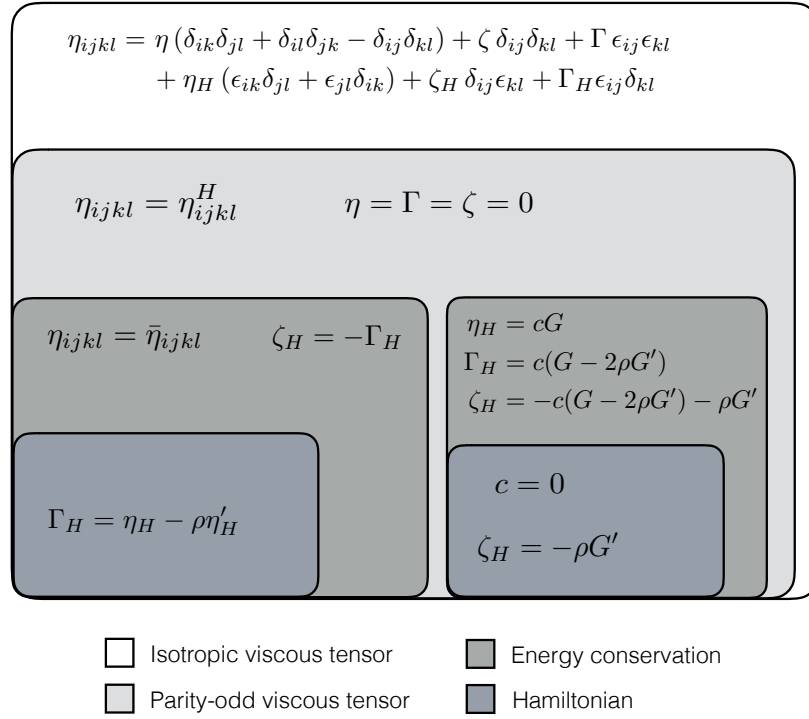 η_{ijkl} = η (δ_{ik}δ_{jl} + δ_{il}δ_{jk} − δ_{ij}δ_{kl}) + ζ δ_{ij}δ_{kl} + Γ ϵ_{ij}ϵ_{kl}
+ η_H (ϵ_{ik}δ_{jl} + ϵ_{jl}δ_{ik}) + ζ_H δ_{ij}ϵ_{kl} + Γ_H ϵ_{ij}δ_{kl}
η_{ijkl} = η^H_{ijkl} η = Γ = ζ = 0
η_{ijkl} = η̄_{ijkl} ζ_H = −Γ_H
Γ_H = η_H − ρη′_H
η_H = cG
Γ_H = c(G − 2ρG′)
ζ_H = −c(G − 2ρG′) − ρG′
c = 0
ζ_H = −ρG′
Isotropic viscous tensor
Parity-odd viscous tensor
Energy conservation
Hamiltonian